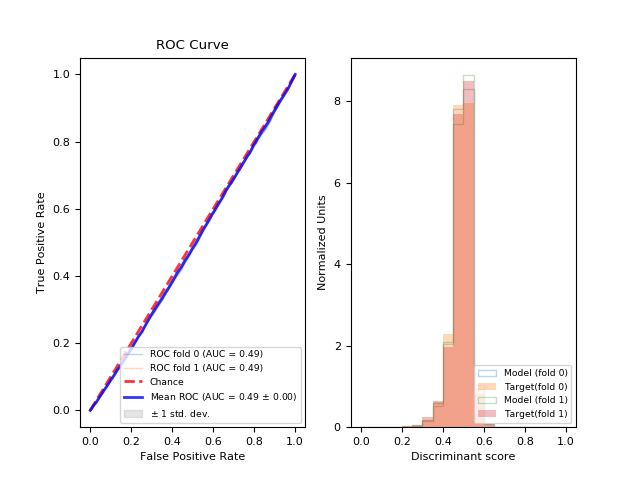 ROC Curve
True Positive Rate
1.0
0.8
0.6
0.4
0.2
0.0
ROC fold 0 (AUC = 0.49)
ROC fold 1 (AUC = 0.49)
Chance
Mean ROC (AUC = 0.49 ± 0.00)
± 1 std. dev.
0.0 0.2 0.4 0.6 0.8 1.0
False Positive Rate
Normalized Units
8
6
4
2
0
Model (fold 0)
Target(fold 0)
Model (fold 1)
Target(fold 1)
0.0 0.2 0.4 0.6 0.8 1.0
Discriminant score